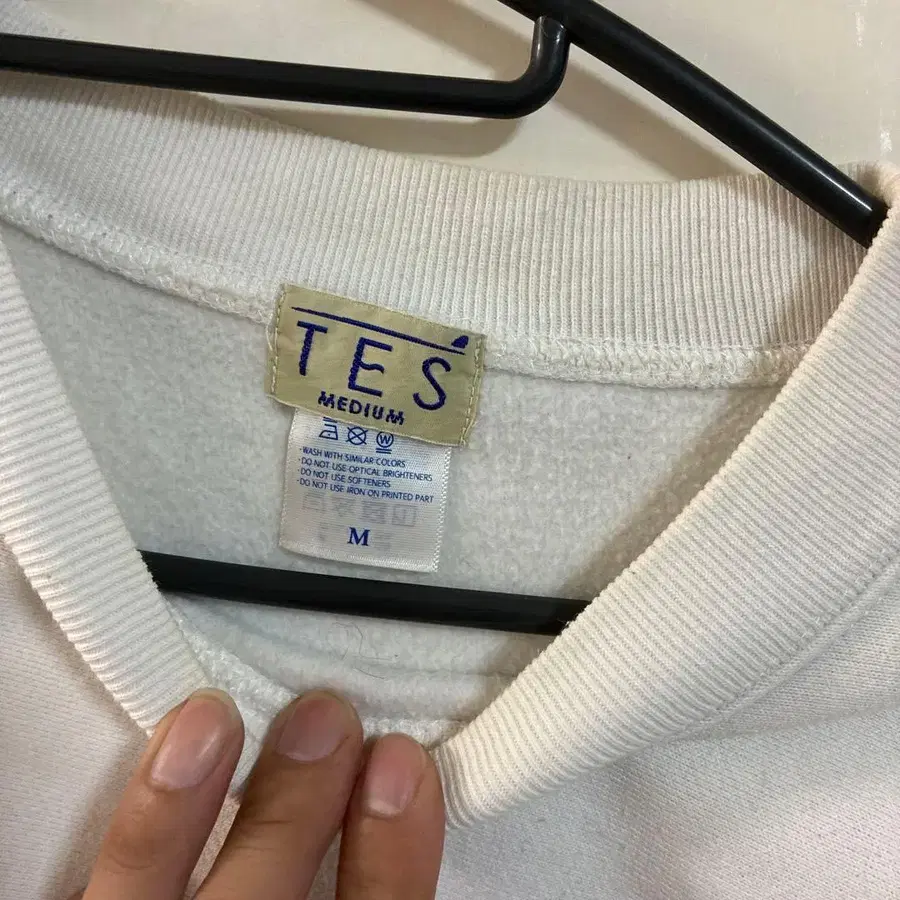 TES
MEDIUM
W
·WASH WITH SIMILAR COLORS
·DO NOT USE OPTICAL BRIGHTENERS
·DO NOT USE SOFTENERS
·DO NOT USE IRON ON PRINTED PART
M